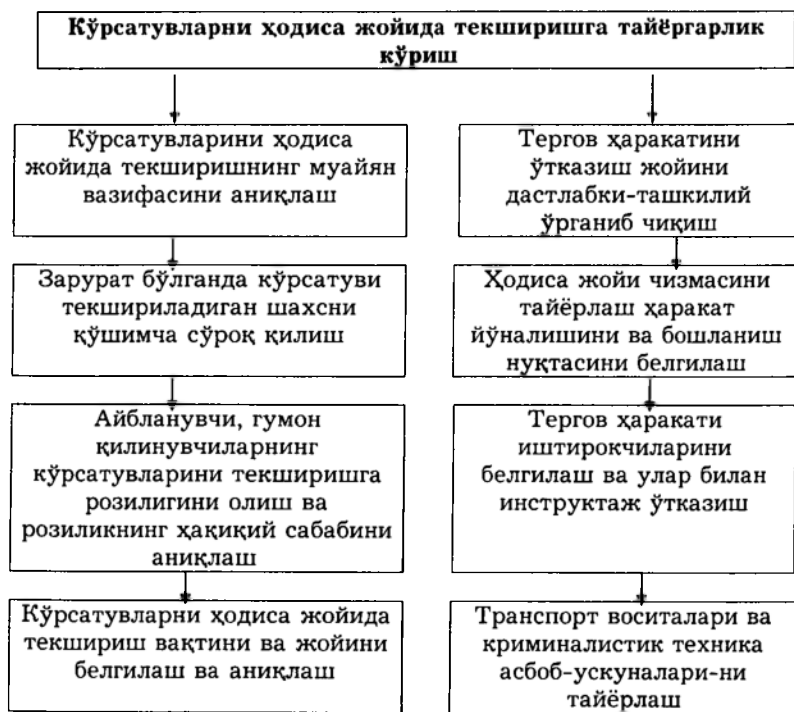 Кўрсатувларни ҳодиса жойида текширишга тайёргарлик
кўриш
Кўрсатувларини ҳодиса
жойида текширишнинг муайян
вазифасини аниқлаш
Зарурат бўлганда кўрсатуви
текшириладиган шахсни
қўшимча сўроқ қилиш
Айбланувчи, гумон
қилинувчиларнинг
кўрсатувларини текширишга
розилигини олиш ва
розиликнинг ҳақиқий сабабини
аниқлаш
Кўрсатувларни ҳодиса жойида
текшириш вақтини ва жойини
белгилаш ва аниқлаш
Тергов ҳаракатини
ўтказиш жойини
дастлабки-ташкилий
ўрганиб чиқиш
Ҳодиса жойи чизмасини
тайёрлаш ҳаракат
йўналишини ва бошланиш
нуқтасини белгилаш
Тергов ҳаракати
иштирокчиларини
белгилаш ва улар билан
инструктаж ўтказиш
Транспорт воситалари ва
криминалистик техника
асбоб-ускуналари-ни
тайёрлаш